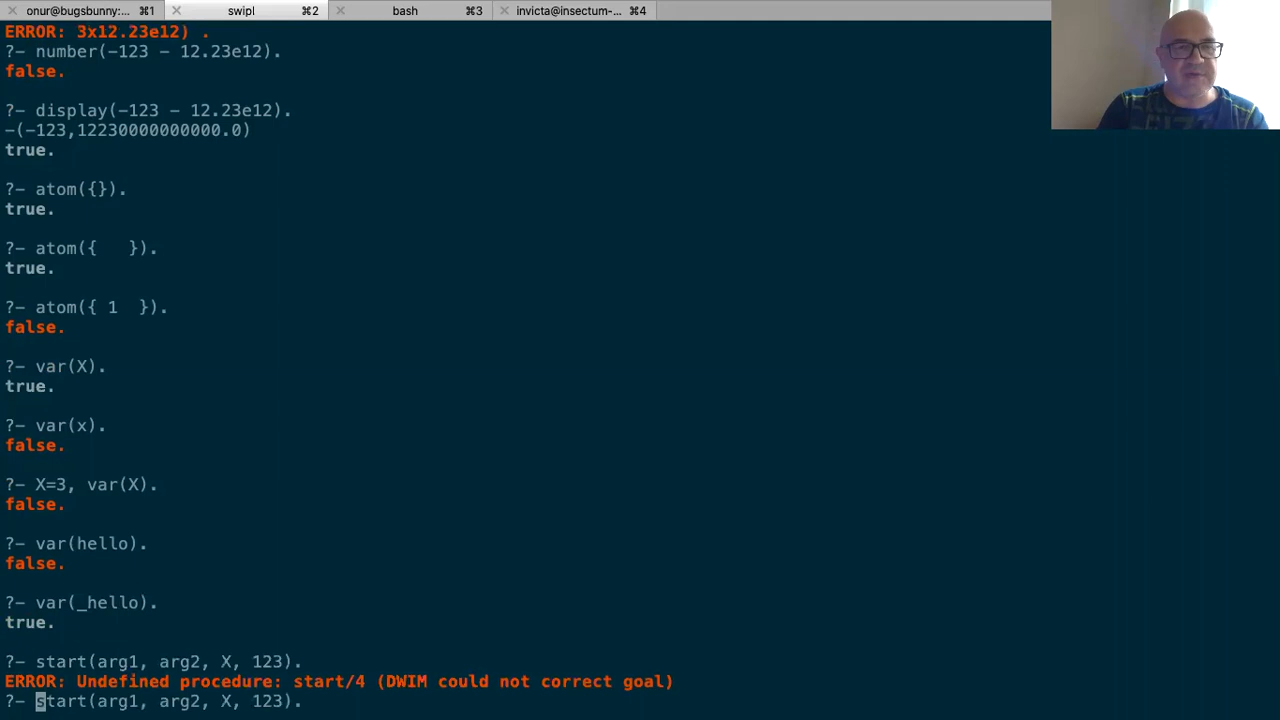 onur@bugsbunny:... ⌘1 swipl ⌘2 bash ⌘3 invicta@insectum-... ⌘4
ERROR: 3x12.23e12) .
?- number(-123 - 12.23e12).
false.
?- display(-123 - 12.23e12).
-(-123,12230000000000.0)
true.
?- atom({}).
true.
?- atom({   }).
true.
?- atom({ 1  }).
false.
?- var(X).
true.
?- var(x).
false.
?- X=3, var(X).
false.
?- var(hello).
false.
?- var(_hello).
true.
?- start(arg1, arg2, X, 123).
ERROR: Undefined procedure: start/4 (DWIM could not correct goal)
?- start(arg1, arg2, X, 123).